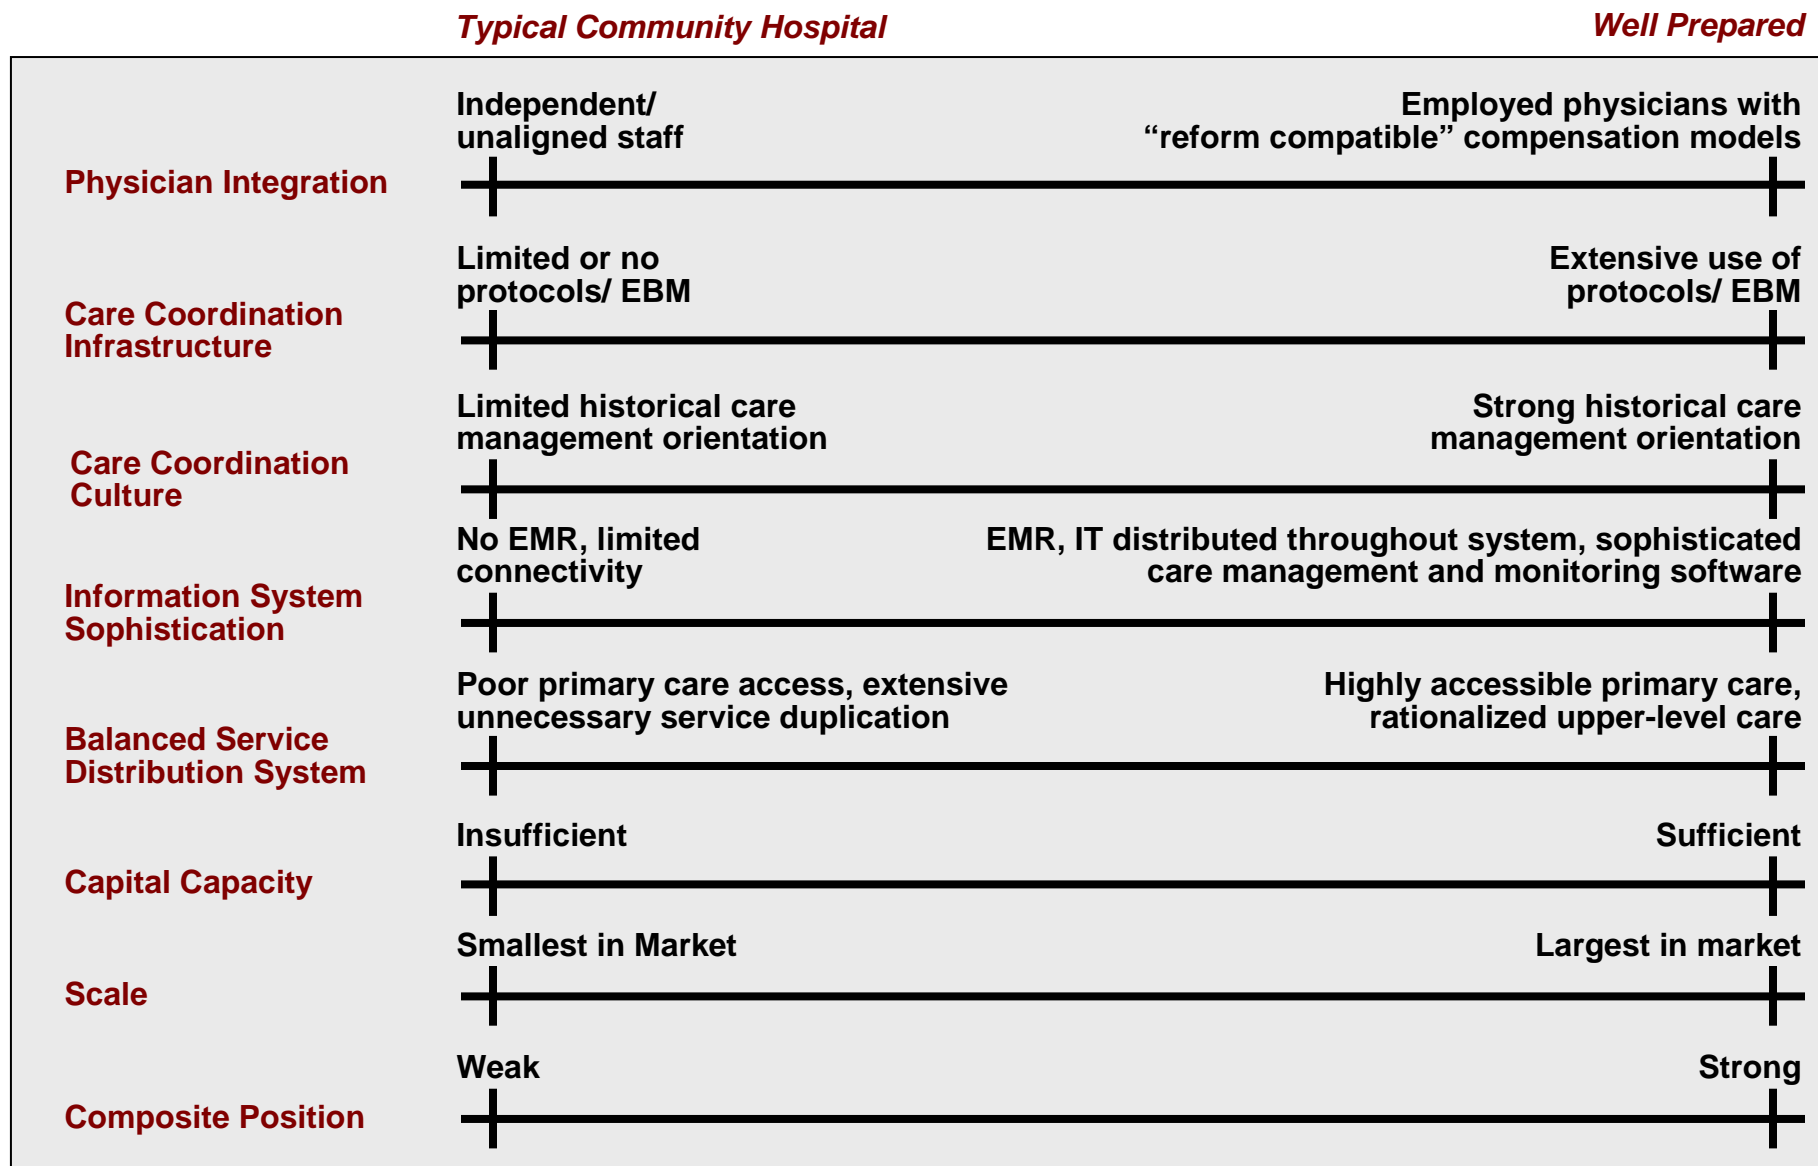 Typical Community Hospital
Well Prepared
Independent/
unaligned staff
Employed physicians with
“reform compatible” compensation models
Physician Integration
Limited or no
protocols/ EBM
Extensive use of
protocols/ EBM
Care Coordination
Infrastructure
Limited historical care
management orientation
Strong historical care
management orientation
Care Coordination
Culture
No EMR, limited
connectivity
EMR, IT distributed throughout system, sophisticated
care management and monitoring software
Information System
Sophistication
Poor primary care access, extensive
unnecessary service duplication
Highly accessible primary care,
rationalized upper-level care
Balanced Service
Distribution System
Insufficient
Sufficient
Capital Capacity
Smallest in Market
Largest in market
Scale
Weak
Strong
Composite Position